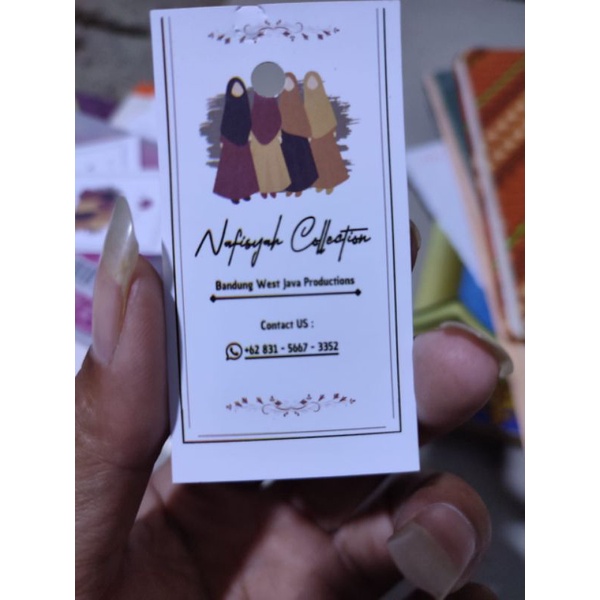 Nafisyah Collection
Bandung West Java Productions
Contact US :
+62 831 - 5667 - 3352